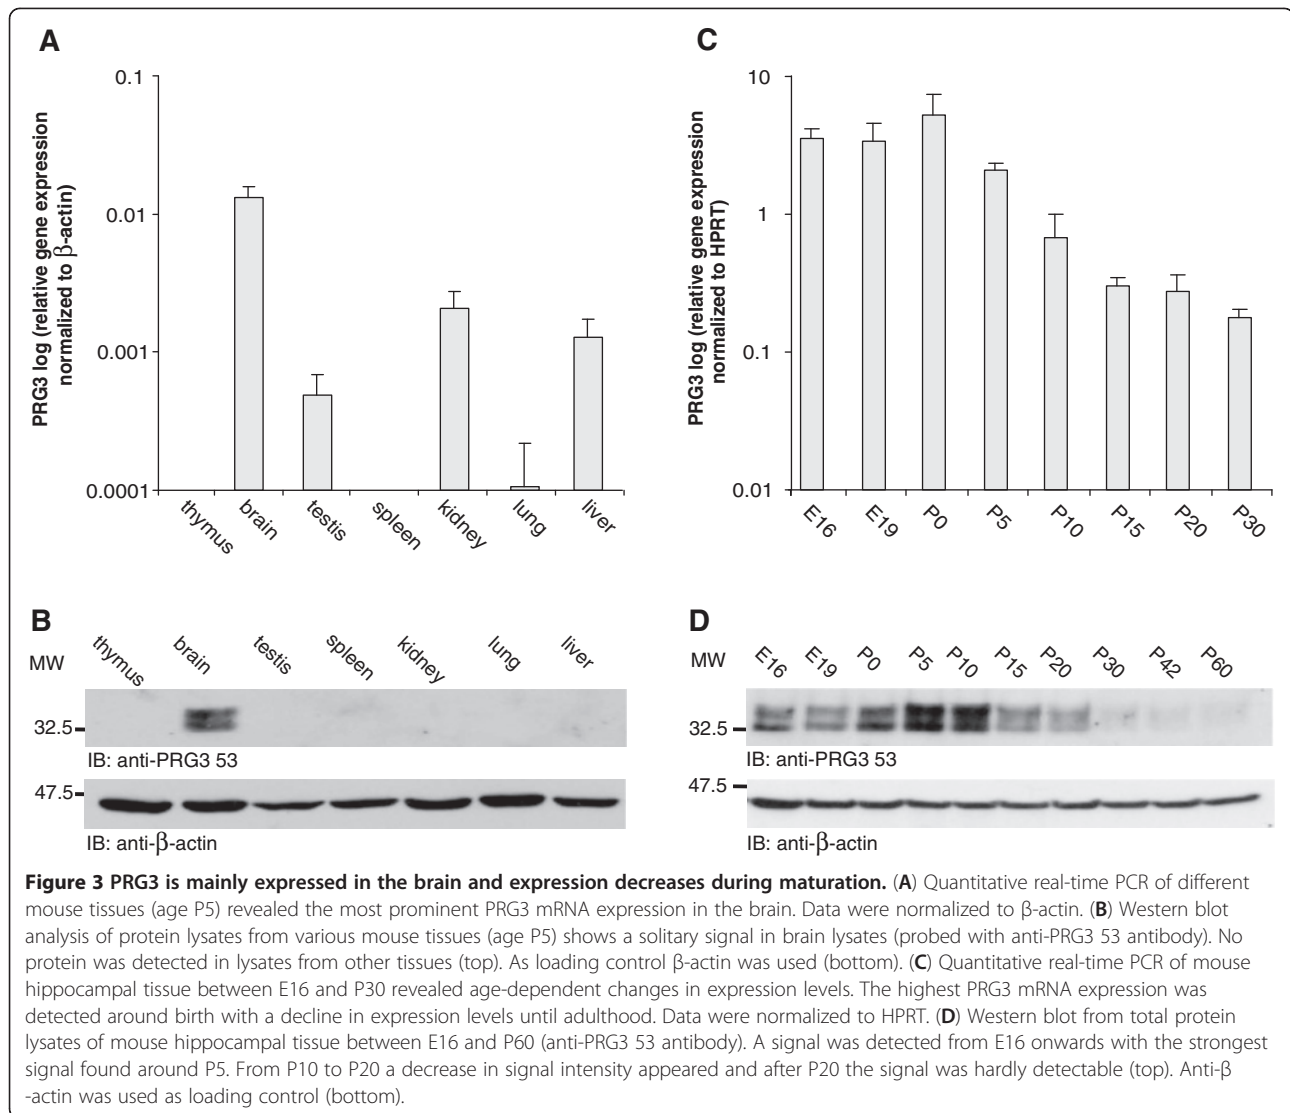 A
PRG3 log (relative gene expression
normalized to β-actin)
0.1
0.01
0.001
0.0001
thymus
brain
testis
spleen
kidney
lung
liver
C
PRG3 log (relative gene expression
normalized to HPRT)
10
1
0.1
0.01
E16
E19
P0
P5
P10
P15
P20
P30
B
MW
thymus
brain
testis
spleen
kidney
lung
liver
32.5
IB: anti-PRG3 53
47.5
IB: anti-β-actin
D
MW
E16
E19
P0
P5
P10
P15
P20
P30
P42
P60
32.5
IB: anti-PRG3 53
47.5
IB: anti-β-actin
Figure 3 PRG3 is mainly expressed in the brain and expression decreases during maturation. (A) Quantitative real-time PCR of different
mouse tissues (age P5) revealed the most prominent PRG3 mRNA expression in the brain. Data were normalized to β-actin. (B) Western blot
analysis of protein lysates from various mouse tissues (age P5) shows a solitary signal in brain lysates (probed with anti-PRG3 53 antibody). No
protein was detected in lysates from other tissues (top). As loading control β-actin was used (bottom). (C) Quantitative real-time PCR of mouse
hippocampal tissue between E16 and P30 revealed age-dependent changes in expression levels. The highest PRG3 mRNA expression was
detected around birth with a decline in expression levels until adulthood. Data were normalized to HPRT. (D) Western blot from total protein
lysates of mouse hippocampal tissue between E16 and P60 (anti-PRG3 53 antibody). A signal was detected from E16 onwards with the strongest
signal found around P5. From P10 to P20 a decrease in signal intensity appeared and after P20 the signal was hardly detectable (top). Anti-β
-actin was used as loading control (bottom).